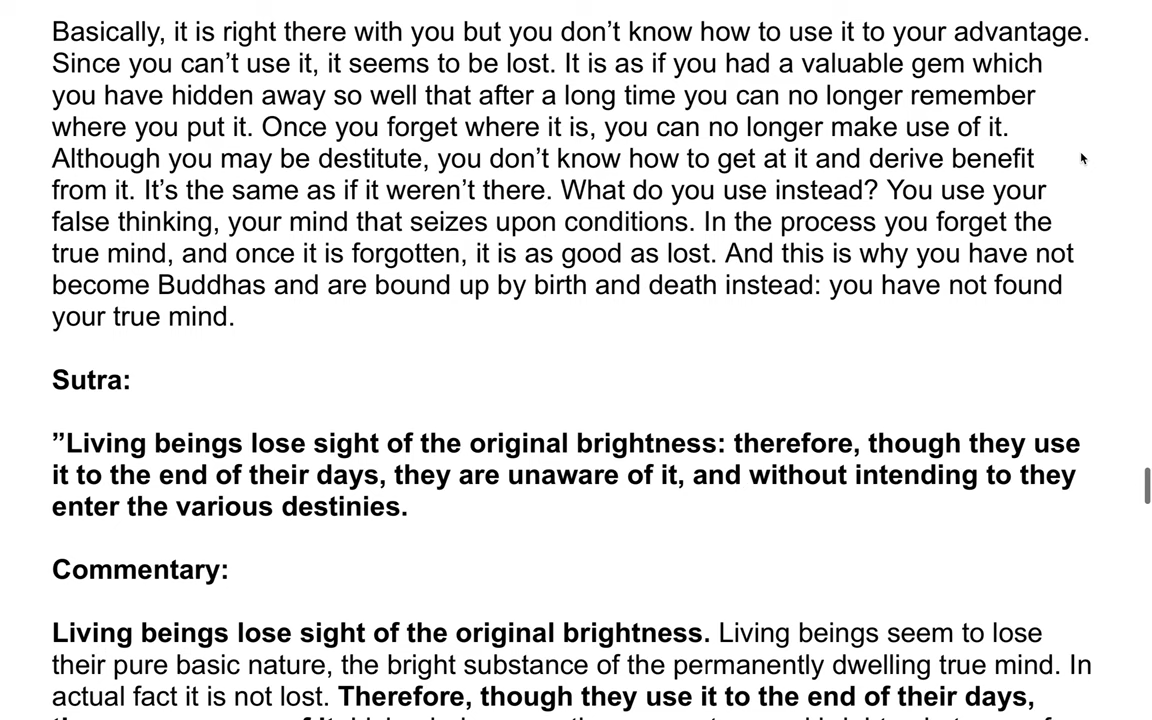 Basically, it is right there with you but you don’t know how to use it to your advantage.
Since you can’t use it, it seems to be lost. It is as if you had a valuable gem which
you have hidden away so well that after a long time you can no longer remember
where you put it. Once you forget where it is, you can no longer make use of it.
Although you may be destitute, you don’t know how to get at it and derive benefit
from it. It’s the same as if it weren’t there. What do you use instead? You use your
false thinking, your mind that seizes upon conditions. In the process you forget the
true mind, and once it is forgotten, it is as good as lost. And this is why you have not
become Buddhas and are bound up by birth and death instead: you have not found
your true mind.
Sutra:
”Living beings lose sight of the original brightness: therefore, though they use
it to the end of their days, they are unaware of it, and without intending to they
enter the various destinies.
Commentary:
Living beings lose sight of the original brightness. Living beings seem to lose
their pure basic nature, the bright substance of the permanently dwelling true mind. In
actual fact it is not lost. Therefore, though they use it to the end of their days,